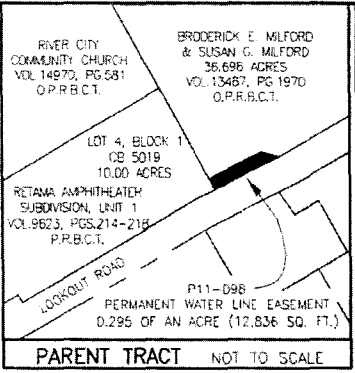 RIVER CITY
COMMUNITY CHURCH
VOL. 14970, PG 581
O.P.R.B.C.T.
BRODERICK E. MILFORD
& SUSAN G. MILFORD
36.696 ACRES
VOL. 13487, PG 1970
O.P.R.B.C.T.
LOT 4, BLOCK 1
CB 5019
10.00 ACRES
RETAMA AMPHITHEATER
SUBDIVISION, UNIT 1
VOL.9623, PGS.214-218
P.R.B.C.T.
LOOKOUT ROAD
P11-098
PERMANENT WATER LINE EASEMENT
0.295 OF AN ACRE (12,836 SQ. FT.)
PARENT TRACT NOT TO SCALE